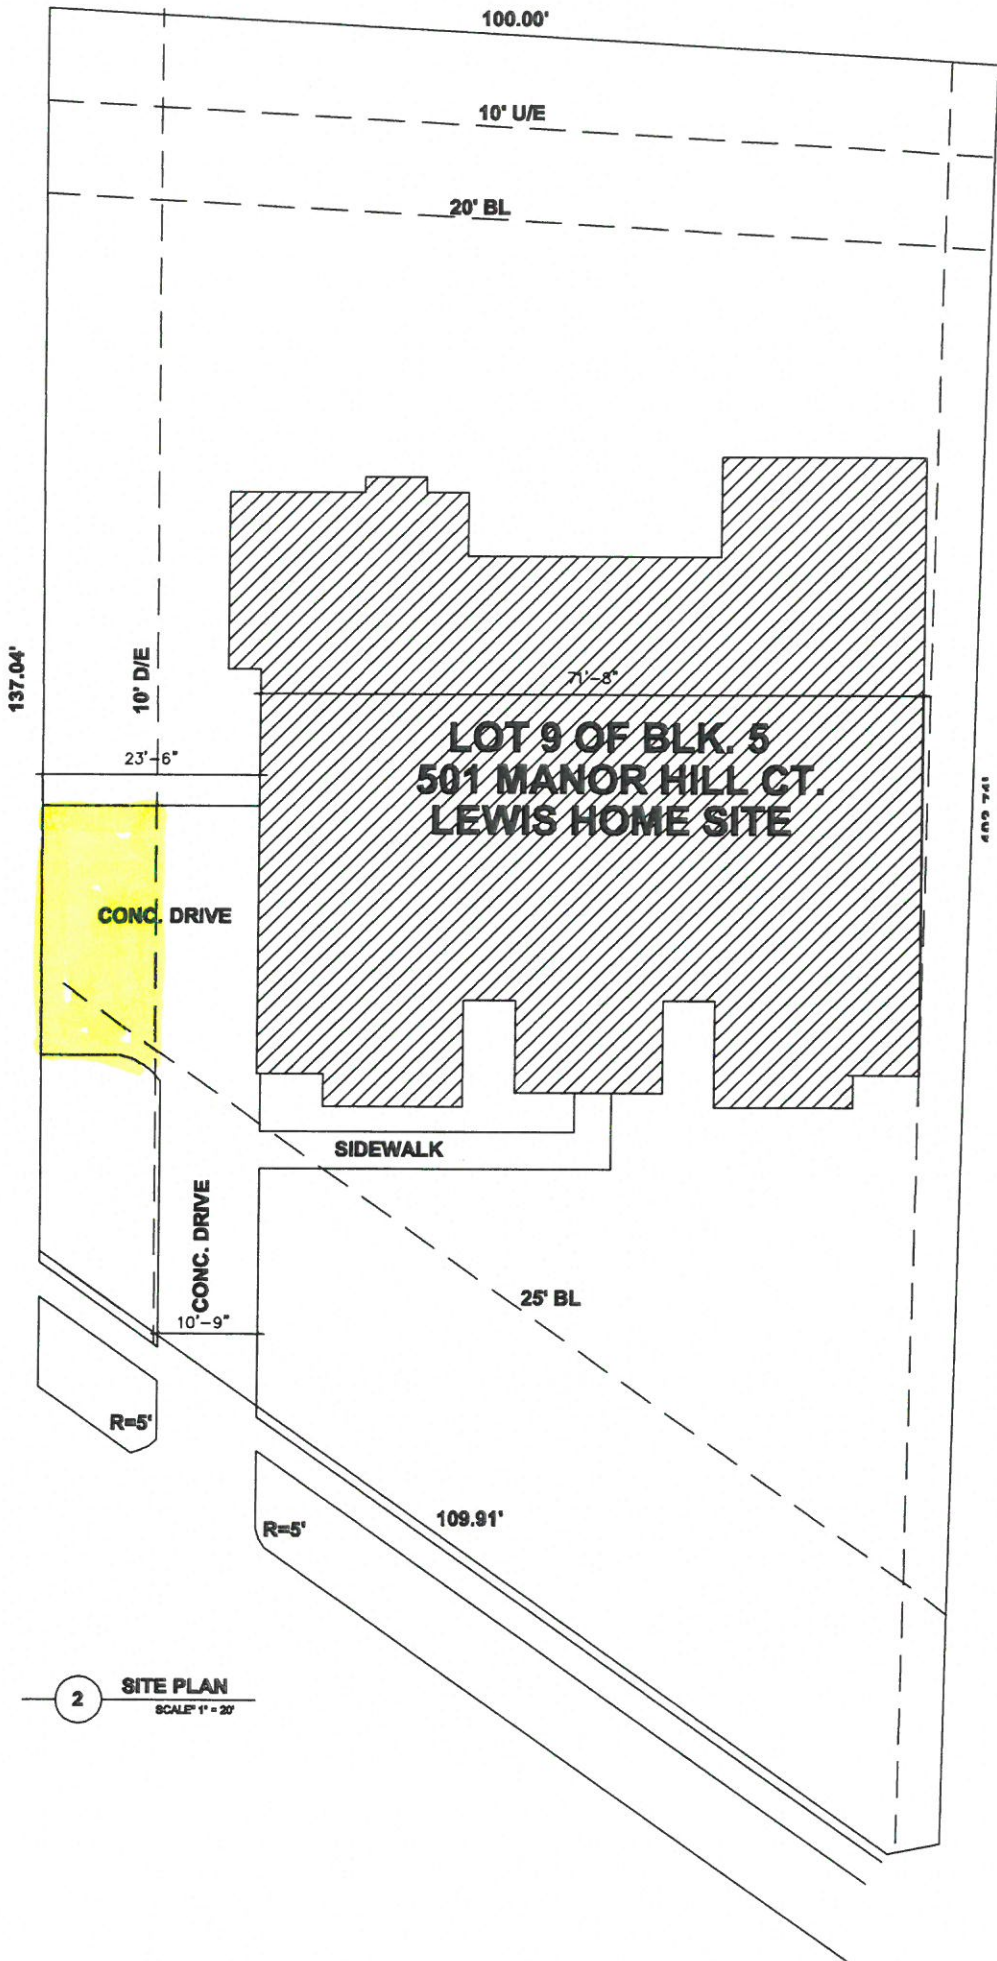 100.00'
10' U/E
20' BL
137.04'
10' D/E
71'-8"
LOT 9 OF BLK. 5
501 MANOR HILL CT.
LEWIS HOME SITE
23'-6"
CONC. DRIVE
SIDEWALK
CONC. DRIVE
25' BL
10'-9"
R=5'
109.91'
R=5'
2
SITE PLAN
SCALE" 1" = 20'